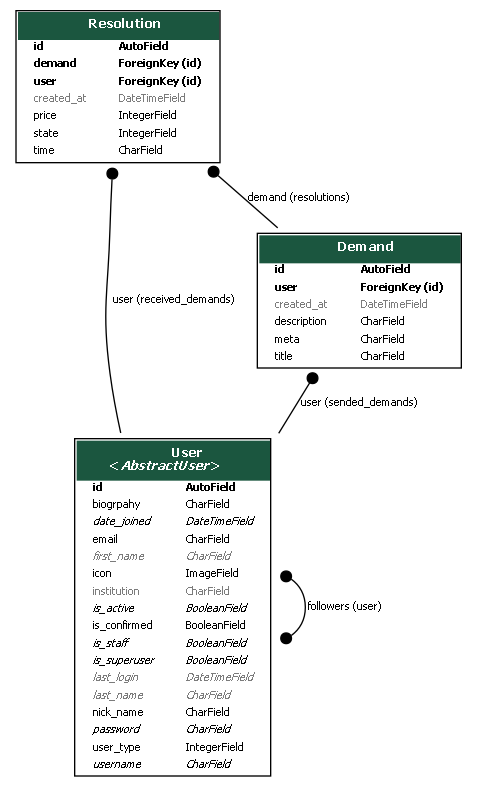 Resolution
id AutoField
demand ForeignKey (id)
user ForeignKey (id)
created_at DateTimeField
price IntegerField
state IntegerField
time CharField
demand (resolutions)
Demand
id AutoField
user ForeignKey (id)
created_at DateTimeField
description CharField
meta CharField
title CharField
user (received_demands)
user (sended_demands)
User
<AbstractUser>
id AutoField
biogrpahy CharField
date_joined DateTimeField
email CharField
first_name CharField
icon ImageField
institution CharField
is_active BooleanField
is_confirmed BooleanField
is_staff BooleanField
is_superuser BooleanField
last_login DateTimeField
last_name CharField
nick_name CharField
password CharField
user_type IntegerField
username CharField
followers (user)